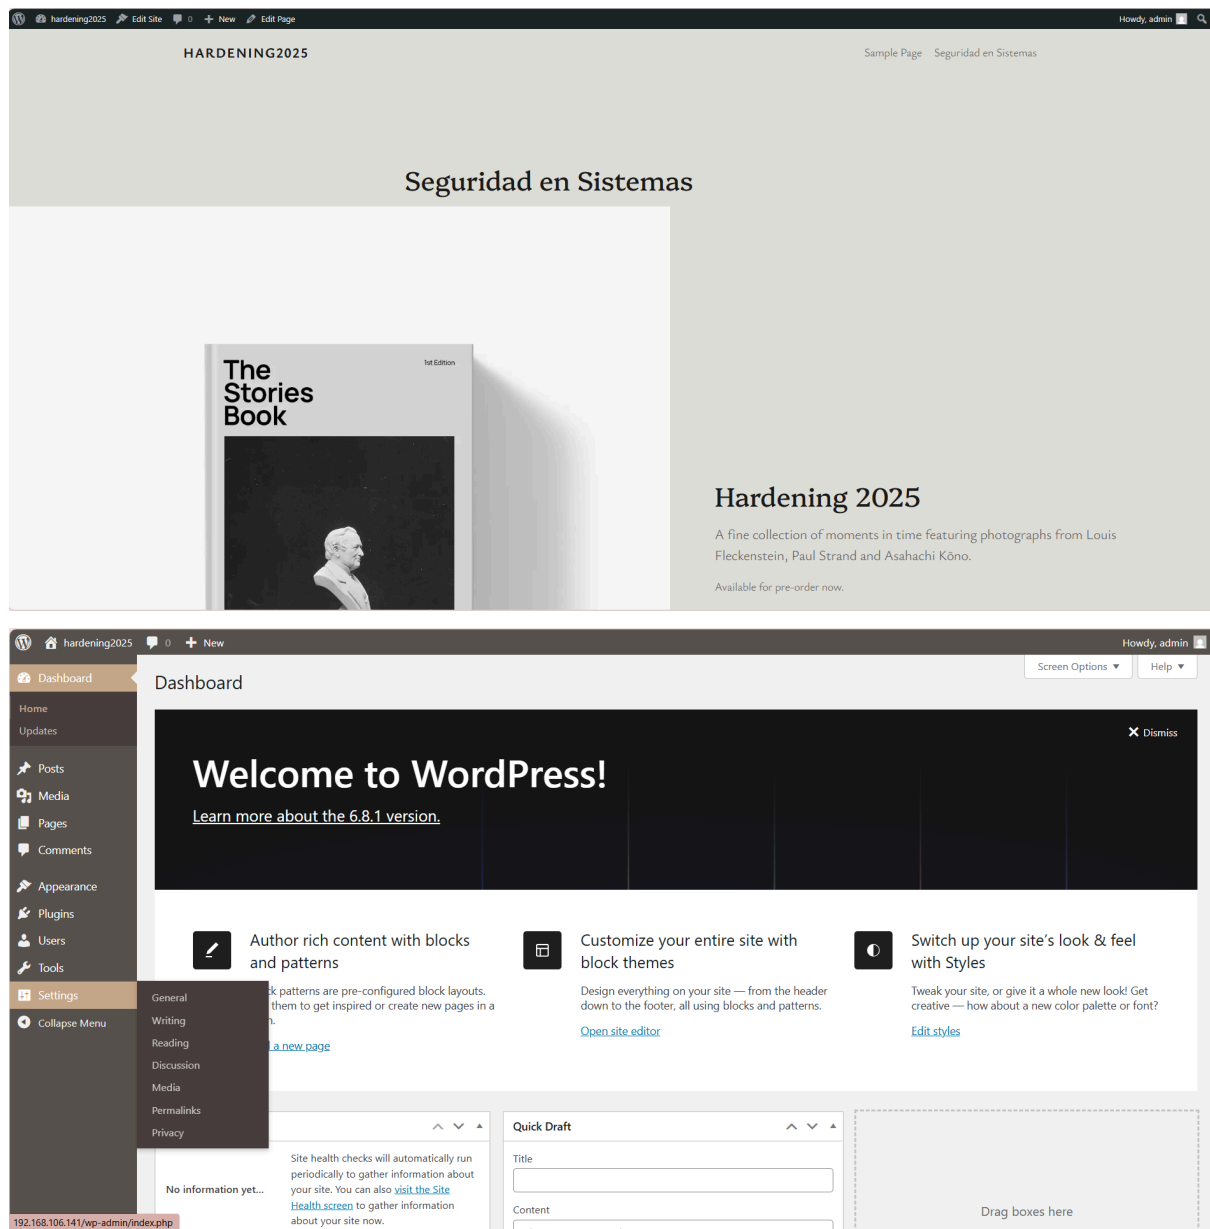 hardening2025 Edit Site 0 New Edit Page Howdy, admin
HARDENING2025 Sample Page Seguridad en Sistemas
Seguridad en Sistemas
The
Stories
Book
1st Edition
Hardening 2025
A fine collection of moments in time featuring photographs from Louis
Fleckenstein, Paul Strand and Asahachi Kōno.
Available for pre-order now.
hardening2025 0 New Howdy, admin
Screen Options Help
Dashboard
Home
Updates
Posts
Media
Pages
Comments
Appearance
Plugins
Users
Tools
Settings
Collapse Menu
General
Writing
Reading
Discussion
Media
Permalinks
Privacy
Dashboard
Dismiss
Welcome to WordPress!
Learn more about the 6.8.1 version.
Author rich content with blocks
and patterns
patterns are pre-configured block layouts.
them to get inspired or create new pages in a
a new page
Customize your entire site with
block themes
Design everything on your site — from the header
down to the footer, all using blocks and patterns.
Open site editor
Switch up your site’s look & feel
with Styles
Tweak your site, or give it a whole new look! Get
creative — how about a new color palette or font?
Edit styles
No information yet...
Site health checks will automatically run
periodically to gather information about
your site. You can also visit the Site
Health screen to gather information
about your site now.
Quick Draft
Title
Content
Drag boxes here
192.168.106.141/wp-admin/index.php